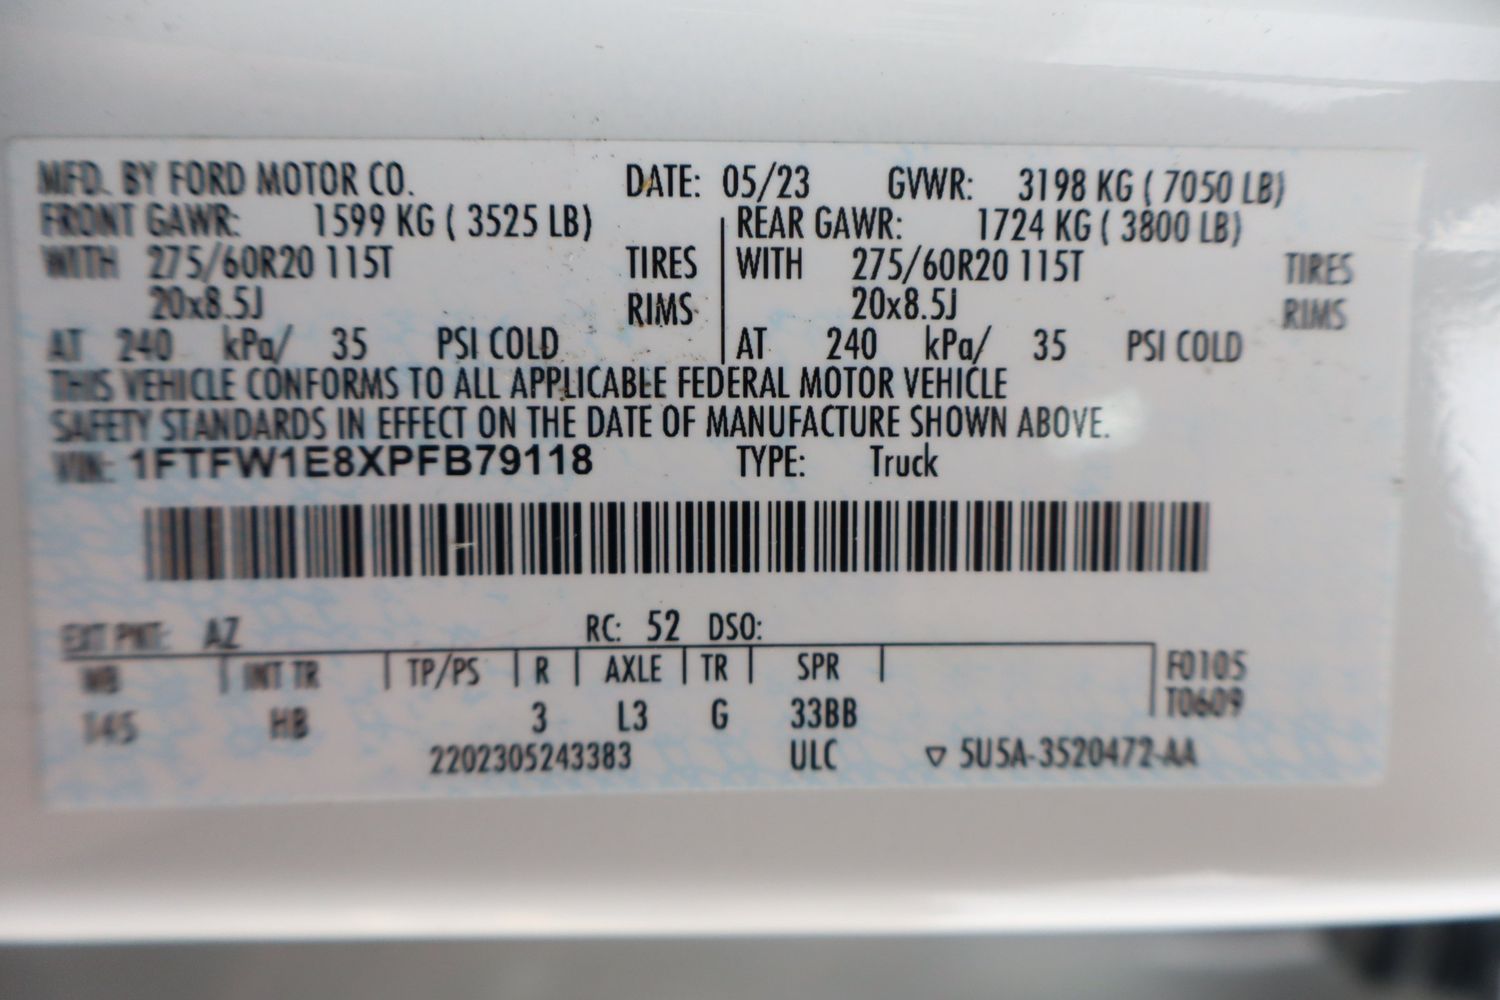 MFD. BY FORD MOTOR CO. DATE: 05/23 GVWR: 3198 KG ( 7050 LB)
FRONT GAWR: 1599 KG ( 3525 LB) REAR GAWR: 1724 KG ( 3800 LB)
WITH 275/60R20 115T TIRES WITH 275/60R20 115T TIRES
20x8.5J RIMS 20x8.5J RIMS
AT 240 kPa/ 35 PSI COLD AT 240 kPa/ 35 PSI COLD
THIS VEHICLE CONFORMS TO ALL APPLICABLE FEDERAL MOTOR VEHICLE
SAFETY STANDARDS IN EFFECT ON THE DATE OF MANUFACTURE SHOWN ABOVE.
VIN: 1FTFW1E8XPFB79118 TYPE: Truck
EXT PNT: AZ RC: 52 DSO:
WB INT TR TP/PS R AXLE TR SPR F0105
145 HB 3 L3 G 33BB T0609
2202305243383 ULC ▽ 5U5A-3520472-AA